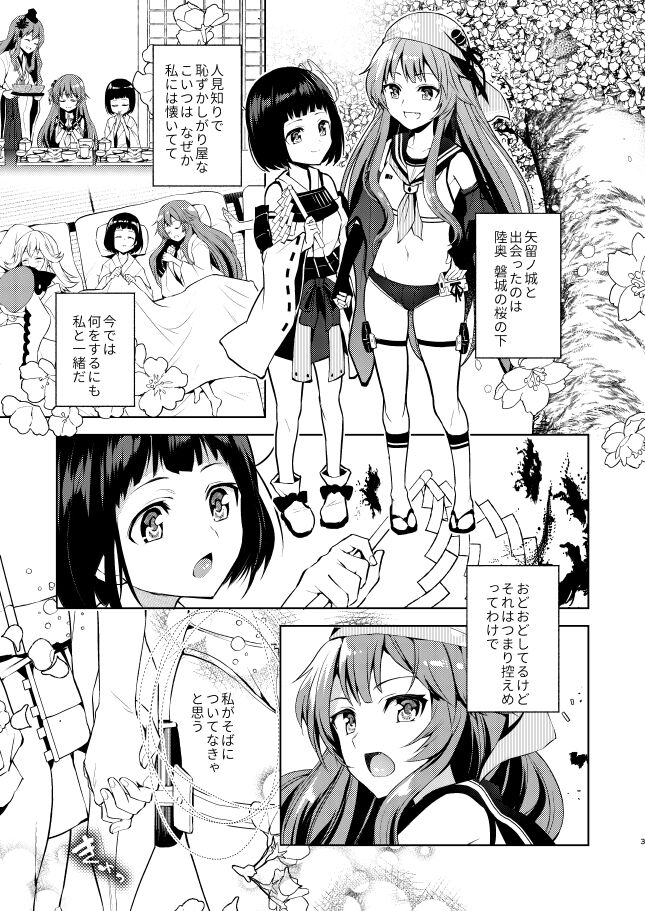 矢留ノ城と
出会ったのは
陸奥 磐城の桜の下
人見知りで
恥ずかしがり屋な
こいつは なぜか
私には懐いてて
今では
何をするにも
私と一緒だ
おどおどしてるけど
それはつまり控えめ
ってわけで
私がそばに
ついてなきゃ
と思う
3